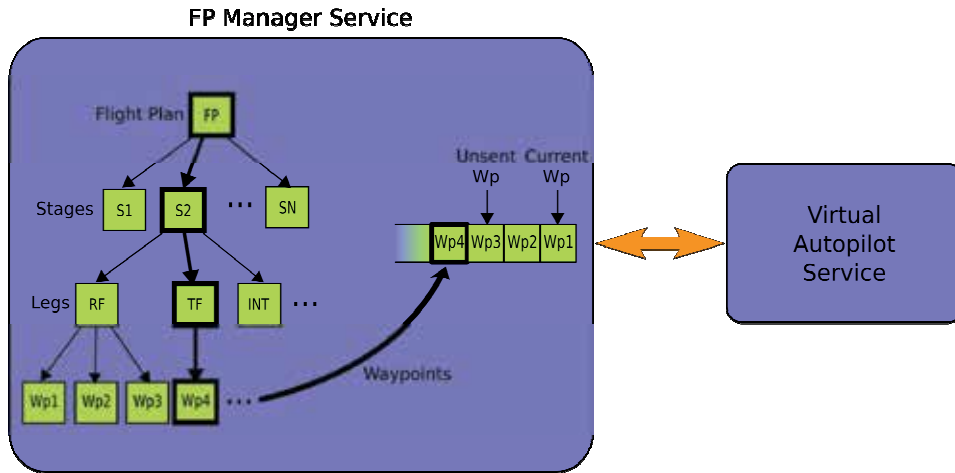 FP Manager Service
Flight Plan
FP
Unsent Current
Wp Wp
Stages
S1
S2
...
SN
Wp4
Wp3
Wp2
Wp1
Virtual
Autopilot
Service
Legs
RF
TF
INT
...
Waypoints
Wp1
Wp2
Wp3
Wp4
...